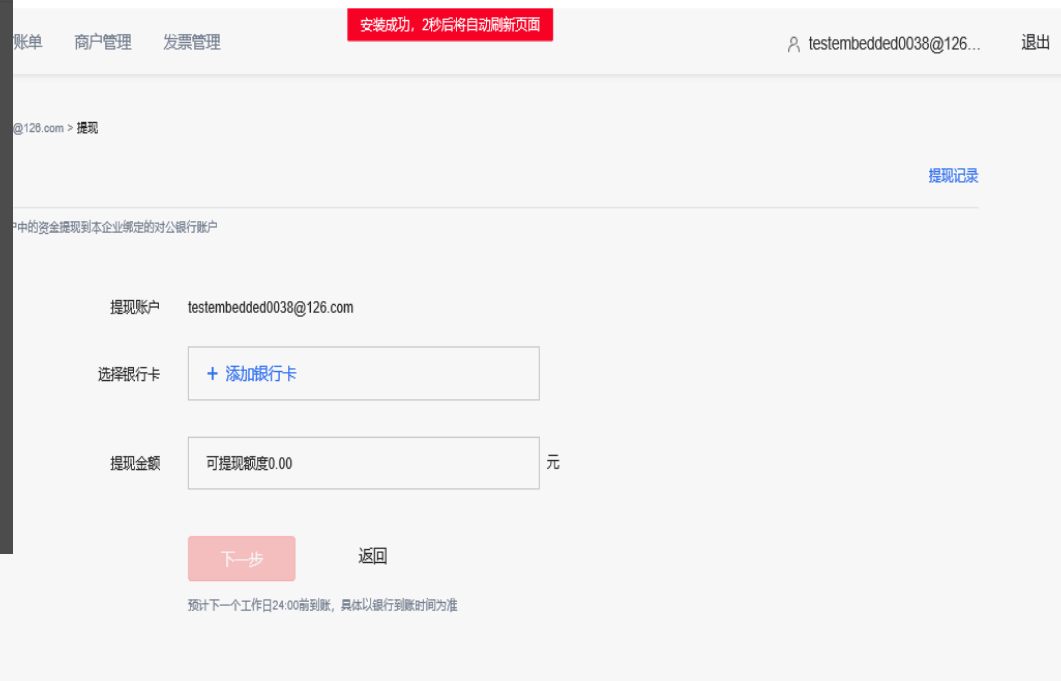 安装成功，2秒后将自动刷新页面
账单 商户管理 发票管理 testembedded0038@126... 退出
@126.com > 提现
提现记录
中的资金提现到本企业绑定的对公银行账户
提现账户 testembedded0038@126.com
选择银行卡 + 添加银行卡
提现金额 可提现额度0.00 元
下一步 返回
预计下一个工作日24:00前到账，具体以银行到账时间为准